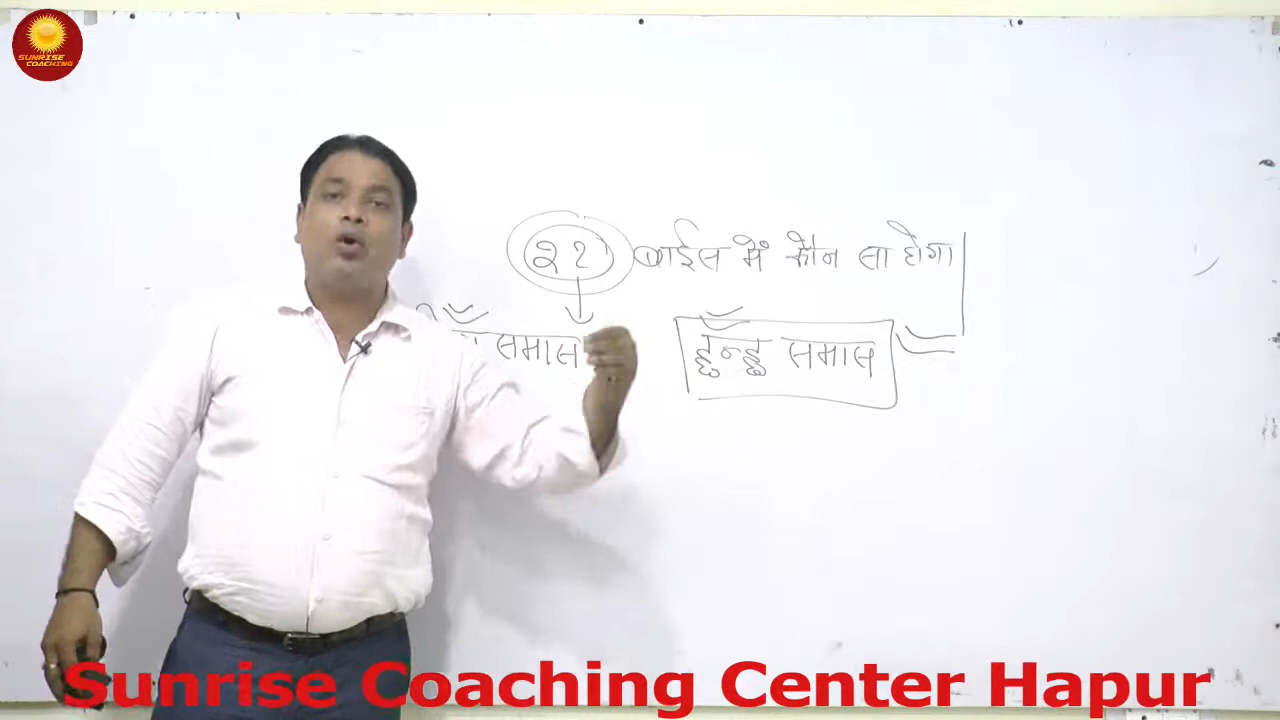 SUNRISE
COACHING
२२ बाईस में कौन सा होगा
समास
द्वन्द्व समास
Sunrise Coaching Center Hapur